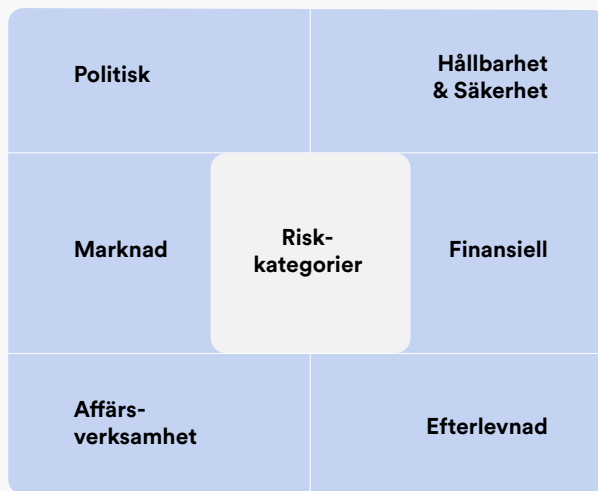 Politisk
Hållbarhet
& Säkerhet
Marknad
Risk-
kategorier
Finansiell
Affärs-
verksamhet
Efterlevnad